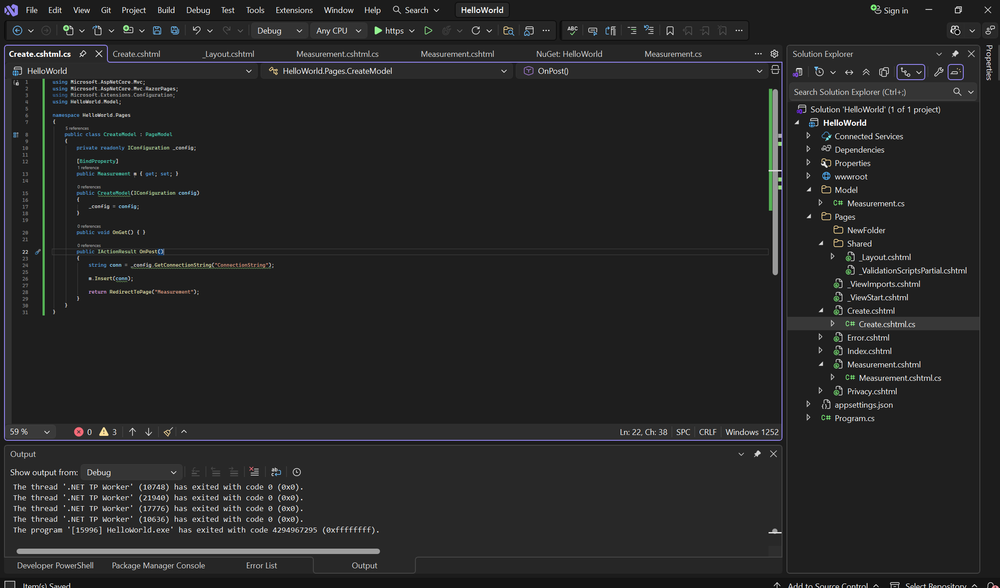 File Edit View Git Project Build Debug Test Tools Extensions Window Help Search HelloWorld Sign in
Debug Any CPU https
Create.cshtml.cs Create.cshtml _Layout.cshtml Measurement.cshtml.cs Measurement.cshtml NuGet: HelloWorld Measurement.cs
HelloWorld HelloWorld.Pages.CreateModel OnPost()
1 using Microsoft.AspNetCore.Mvc;
2 using Microsoft.AspNetCore.Mvc.RazorPages;
3 using Microsoft.Extensions.Configuration;
4 using HelloWorld.Model;
5
6 namespace HelloWorld.Pages
7 {
5 references
8 public class CreateModel : PageModel
9 {
10 private readonly IConfiguration _config;
11
12 [BindProperty]
1 reference
13 public Measurement m { get; set; }
14
0 references
15 public CreateModel(IConfiguration config)
16 {
17 _config = config;
18 }
19
0 references
20 public void OnGet() { }
21
0 references
22 public IActionResult OnPost()
23 {
24 string conn = _config.GetConnectionString("ConnectionString");
25
26 m.Insert(conn);
27
28 return RedirectToPage("Measurement");
29 }
30 }
31 }
59 % 0 3 Ln: 22, Ch: 38 SPC CRLF Windows 1252
Output
Show output from: Debug
The thread '.NET TP Worker' (10748) has exited with code 0 (0x0).
The thread '.NET TP Worker' (21940) has exited with code 0 (0x0).
The thread '.NET TP Worker' (17776) has exited with code 0 (0x0).
The thread '.NET TP Worker' (10636) has exited with code 0 (0x0).
The program '[15996] HelloWorld.exe' has exited with code 4294967295 (0xffffffff).
Developer PowerShell Package Manager Console Error List Output
Solution Explorer
Search Solution Explorer (Ctrl+;)
Solution 'HelloWorld' (1 of 1 project)
HelloWorld
Connected Services
Dependencies
Properties
wwwroot
Model
C# Measurement.cs
Pages
NewFolder
Shared
_Layout.cshtml
_ValidationScriptsPartial.cshtml
_ViewImports.cshtml
_ViewStart.cshtml
Create.cshtml
C# Create.cshtml.cs
Error.cshtml
Index.cshtml
Measurement.cshtml
C# Measurement.cshtml.cs
Privacy.cshtml
appsettings.json
C# Program.cs
Properties
Item(s) Saved Add to Source Control Select Repository